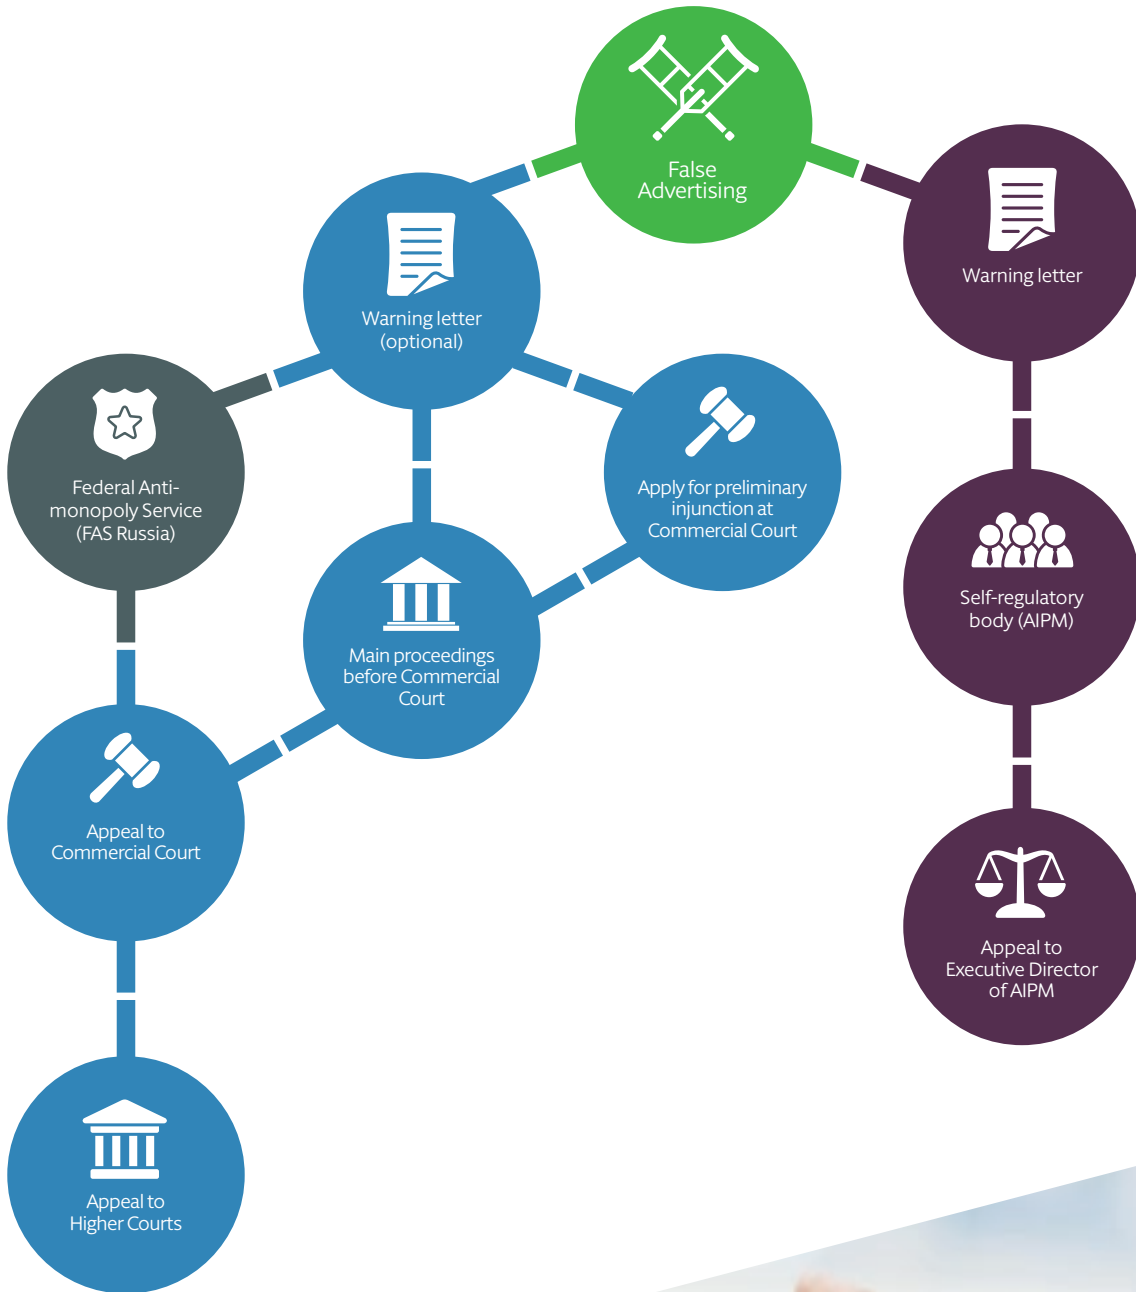 False
Advertising
Warning letter
(optional)
Warning letter
Federal Anti-
monopoly Service
(FAS Russia)
Apply for preliminary
injunction at
Commercial Court
Self-regulatory
body (AIPM)
Main proceedings
before Commercial
Court
Appeal to
Commercial Court
Appeal to
Executive Director
of AIPM
Appeal to
Higher Courts